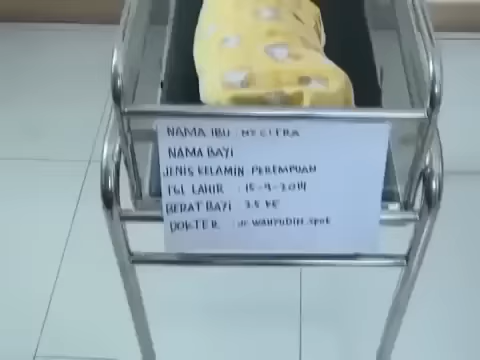 NAMA IBU : NY CITRA
NAMA BAYI
JENIS KELAMIN : PEREMPUAN
TGL LAHIR : 15-9-2014
BERAT BAYI 3.5 KG
DOKTER : dr. WAHYUDIN. SpOG